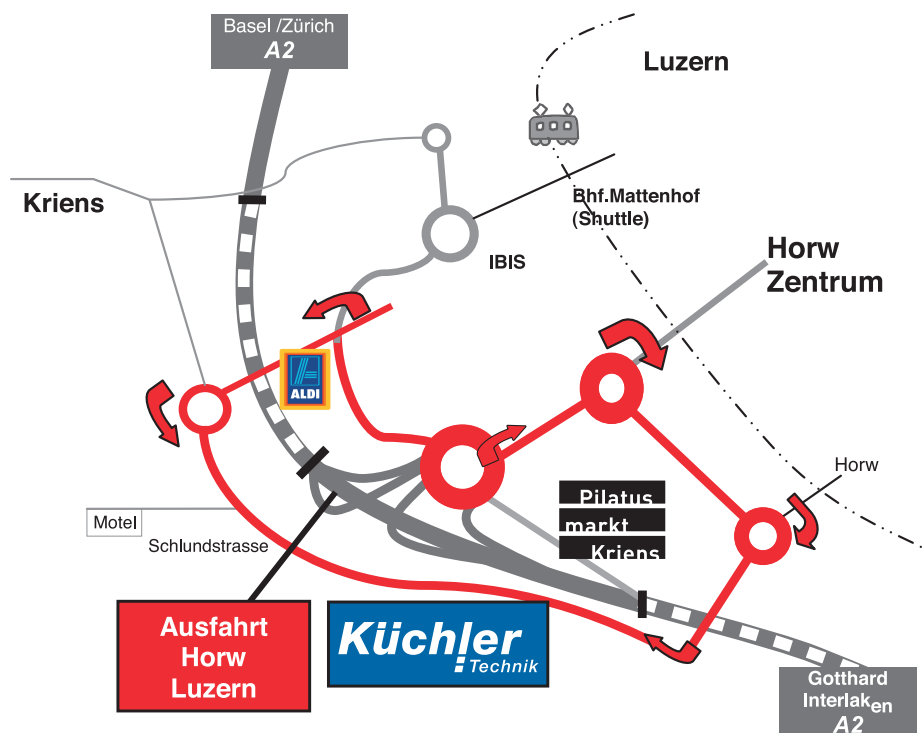 Basel /Zürich
A2
Luzern
Kriens
Bhf.Mattenhof
(Shuttle)
IBIS
Horw
Zentrum
ALDI
Horw
Pilatus
markt
Kriens
Motel
Schlundstrasse
Ausfahrt
Horw
Luzern
Küchler
Technik
Gotthard
Interlaken
A2